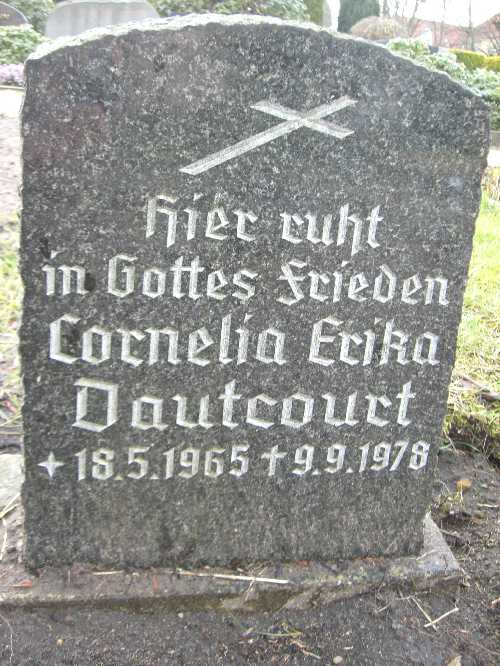 Hier ruht
in Gottes Frieden
Cornelia Erika
Dautcourt
✦ 18.5.1965 ✝ 9.9.1978